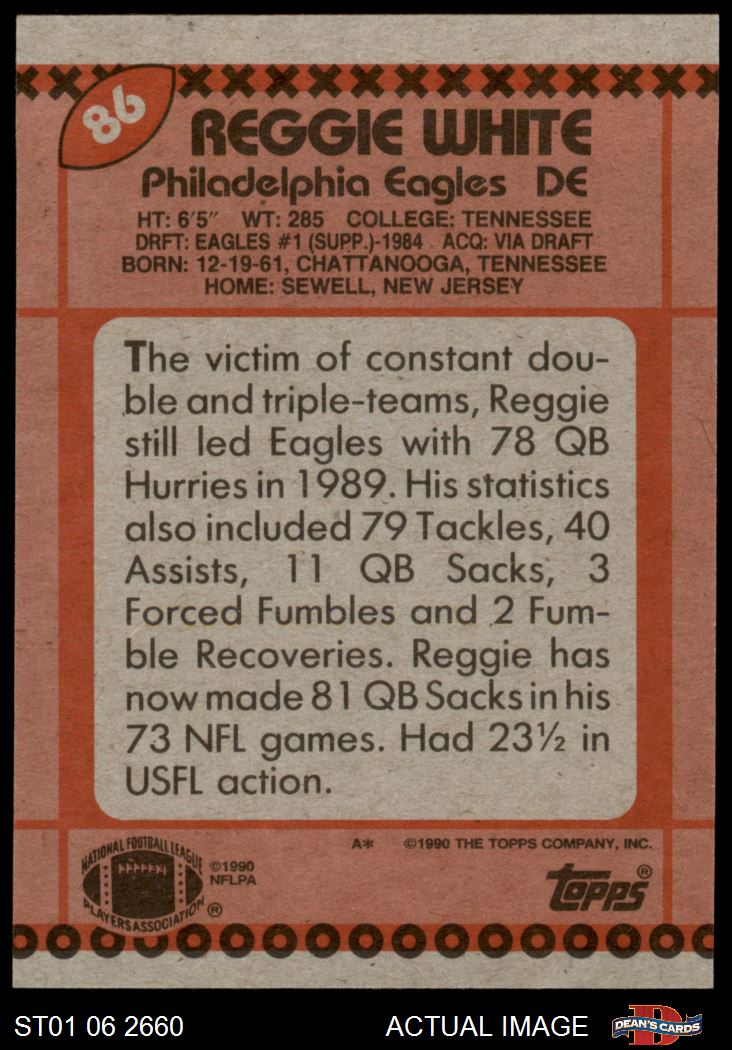 86
REGGIE WHITE
Philadelphia Eagles DE
HT: 6'5" WT: 285 COLLEGE: TENNESSEE
DRFT: EAGLES #1 (SUPP.)-1984 ACQ: VIA DRAFT
BORN: 12-19-61, CHATTANOOGA, TENNESSEE
HOME: SEWELL, NEW JERSEY
The victim of constant dou-
ble and triple-teams, Reggie
still led Eagles with 78 QB
Hurries in 1989. His statistics
also included 79 Tackles, 40
Assists, 11 QB Sacks, 3
Forced Fumbles and 2 Fum-
ble Recoveries. Reggie has
now made 81 QB Sacks in his
73 NFL games. Had 23½ in
USFL action.
A* ©1990 THE TOPPS COMPANY, INC.
NATIONAL FOOTBALL LEAGUE
PLAYERS ASSOCIATION ®
©1990
NFLPA
TOPPS®
ST01 06 2660 ACTUAL IMAGE
D
DEAN'S CARDS